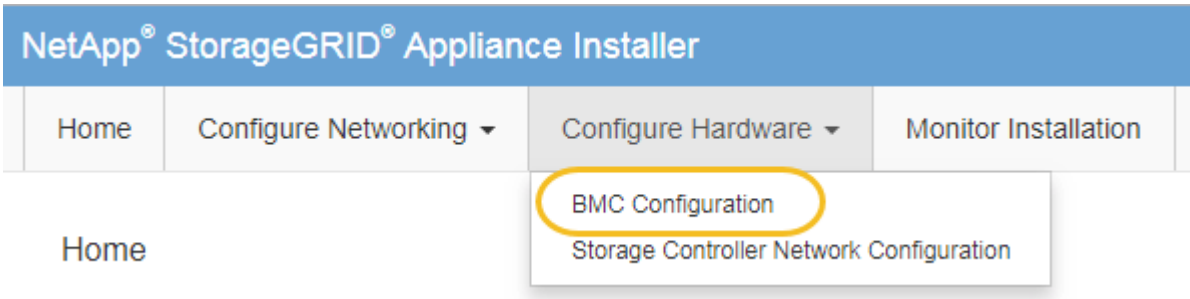 NetApp® StorageGRID® Appliance Installer
Home Configure Networking Configure Hardware Monitor Installation
BMC Configuration
Home
Storage Controller Network Configuration